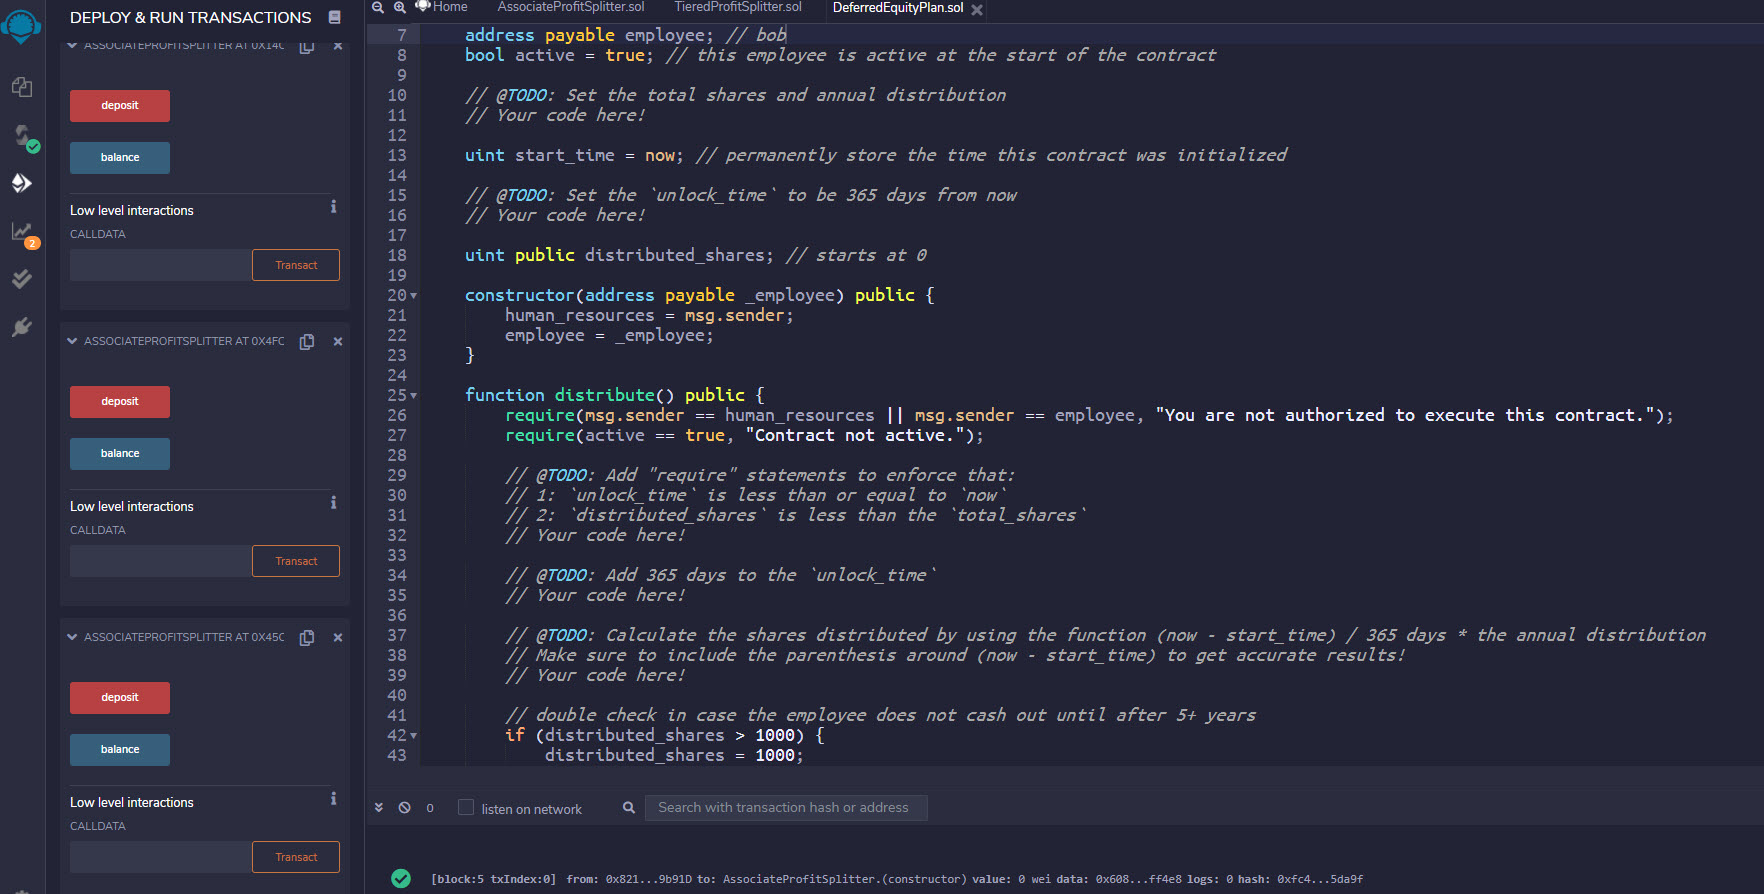 DEPLOY & RUN TRANSACTIONS
ASSOCIATEPROFITSPLITTER AT 0X14C
deposit
balance
Low level interactions
CALLDATA
Transact
ASSOCIATEPROFITSPLITTER AT 0X4FC
deposit
balance
Low level interactions
CALLDATA
Transact
ASSOCIATEPROFITSPLITTER AT 0X45C
deposit
balance
Low level interactions
CALLDATA
Transact
2
Home AssociateProfitSplitter.sol TieredProfitSplitter.sol DeferredEquityPlan.sol
7 address payable employee; // bob
8 bool active = true; // this employee is active at the start of the contract
9
10 // @TODO: Set the total shares and annual distribution
11 // Your code here!
12
13 uint start_time = now; // permanently store the time this contract was initialized
14
15 // @TODO: Set the `unlock_time` to be 365 days from now
16 // Your code here!
17
18 uint public distributed_shares; // starts at 0
19
20 constructor(address payable _employee) public {
21 human_resources = msg.sender;
22 employee = _employee;
23 }
24
25 function distribute() public {
26 require(msg.sender == human_resources || msg.sender == employee, "You are not authorized to execute this contract.");
27 require(active == true, "Contract not active.");
28
29 // @TODO: Add "require" statements to enforce that:
30 // 1: `unlock_time` is less than or equal to `now`
31 // 2: `distributed_shares` is less than the `total_shares`
32 // Your code here!
33
34 // @TODO: Add 365 days to the `unlock_time`
35 // Your code here!
36
37 // @TODO: Calculate the shares distributed by using the function (now - start_time) / 365 days * the annual distribution
38 // Make sure to include the parenthesis around (now - start_time) to get accurate results!
39 // Your code here!
40
41 // double check in case the employee does not cash out until after 5+ years
42 if (distributed_shares > 1000) {
43 distributed_shares = 1000;
0 listen on network Search with transaction hash or address
[block:5 txIndex:0] from: 0x821...9b91D to: AssociateProfitSplitter.(constructor) value: 0 wei data: 0x608...ff4e8 logs: 0 hash: 0xfc4...5da9f